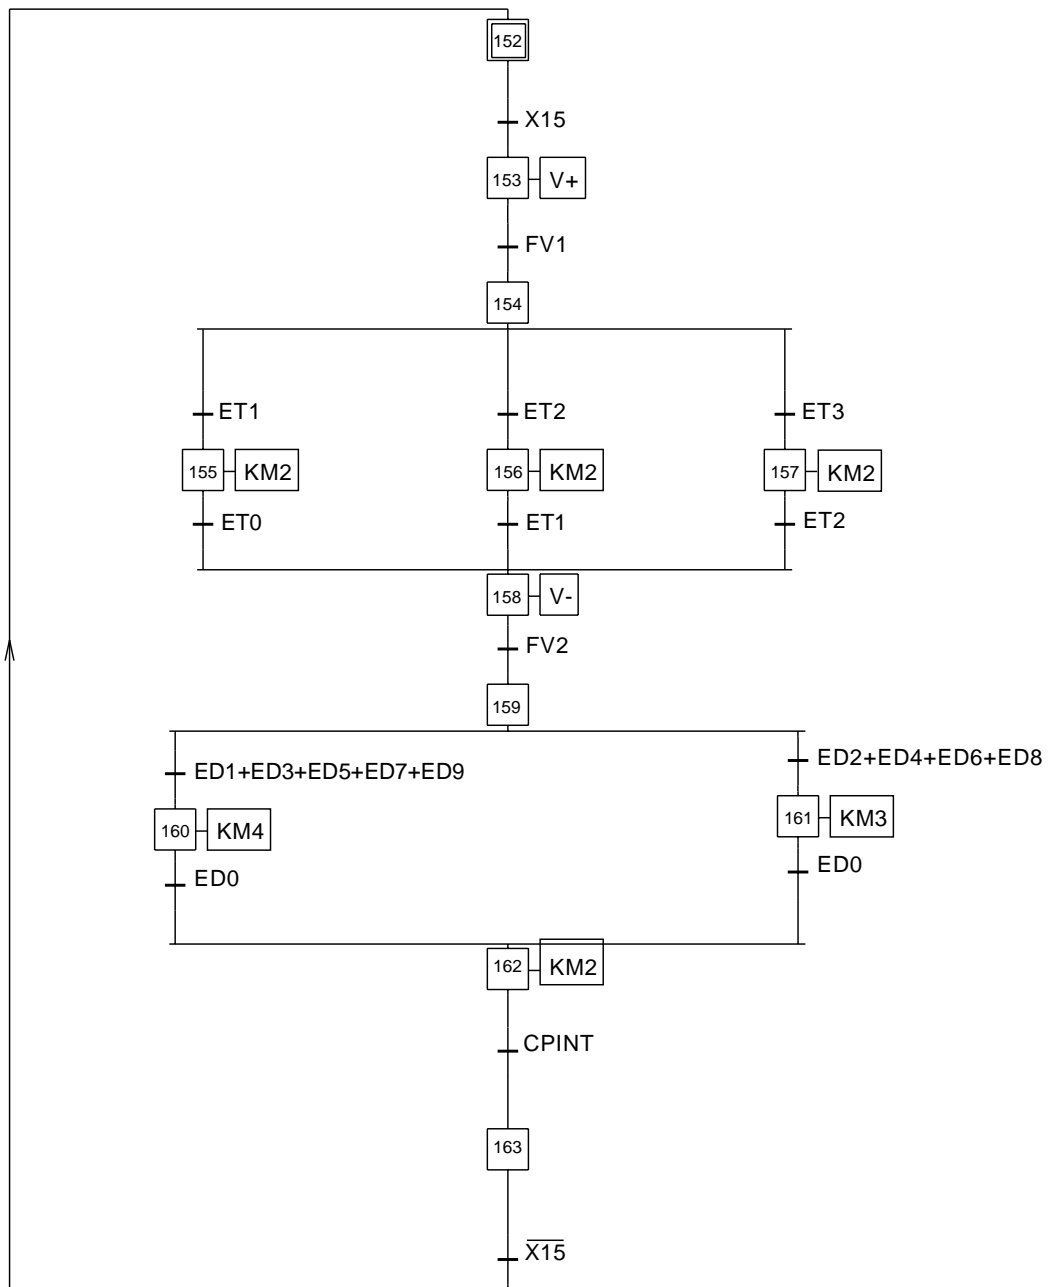 152
X15
153 V+
FV1
154
ET1 ET2 ET3
155 KM2 156 KM2 157 KM2
ET0 ET1 ET2
158 V-
FV2
159
ED1+ED3+ED5+ED7+ED9 ED2+ED4+ED6+ED8
160 KM4 161 KM3
ED0 ED0
162 KM2
CPINT
163
X̅1̅5̅